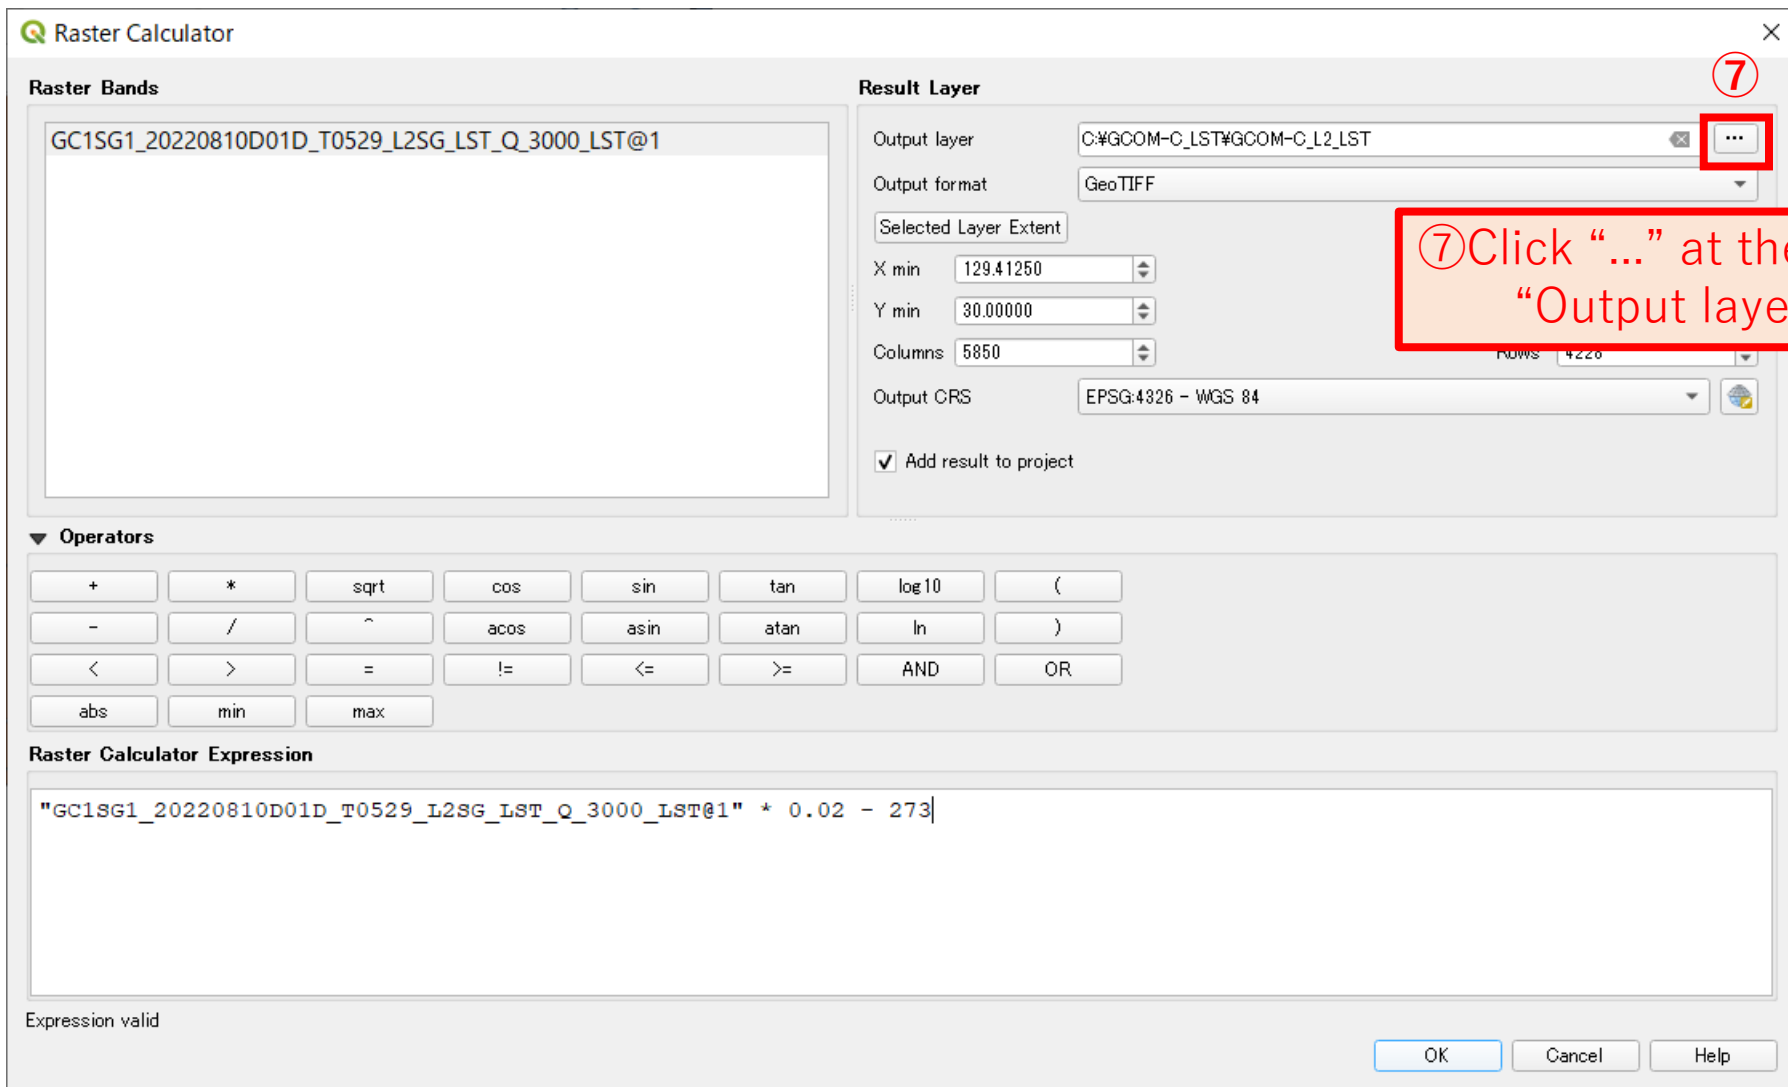 Raster Calculator
⑦
Raster Bands
GC1SG1_20220810D01D_T0529_L2SG_LST_Q_3000_LST@1
Result Layer
Output layer C:¥GCOM-C_LST¥GCOM-C_L2_LST ...
Output format GeoTIFF
Selected Layer Extent
⑦Click “...” at the
“Output laye
X min 129.41250
Y min 30.00000
Columns 5850 Rows 4228
Output CRS EPSG:4326 - WGS 84
Add result to project
Operators
+ * sqrt cos sin tan log10 (
- / ^ acos asin atan ln )
< > = != <= >= AND OR
abs min max
Raster Calculator Expression
"GC1SG1_20220810D01D_T0529_L2SG_LST_Q_3000_LST@1" * 0.02 - 273
Expression valid
OK Cancel Help